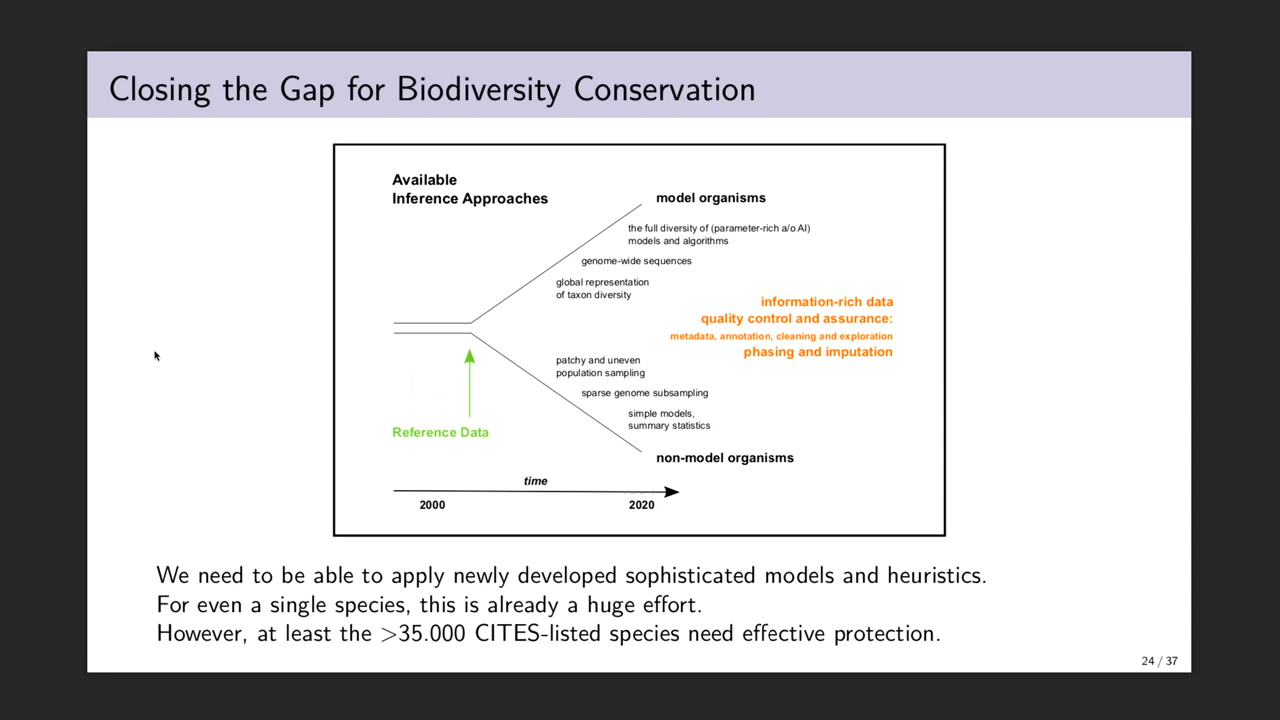 Closing the Gap for Biodiversity Conservation
Available
Inference Approaches
model organisms
the full diversity of (parameter-rich a/o AI)
models and algorithms
genome-wide sequences
global representation
of taxon diversity
information-rich data
quality control and assurance:
metadata, annotation, cleaning and exploration
phasing and imputation
patchy and uneven
population sampling
sparse genome subsampling
simple models,
summary statistics
Reference Data
non-model organisms
time
2000
2020
We need to be able to apply newly developed sophisticated models and heuristics.
For even a single species, this is already a huge effort.
However, at least the >35.000 CITES-listed species need effective protection.
24 / 37